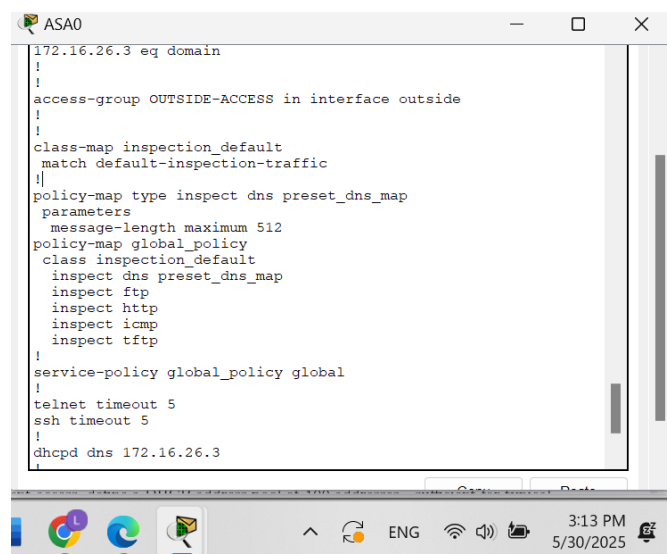 ASA0
172.16.26.3 eq domain
!
!
access-group OUTSIDE-ACCESS in interface outside
!
!
class-map inspection_default
match default-inspection-traffic
!
policy-map type inspect dns preset_dns_map
parameters
message-length maximum 512
policy-map global_policy
class inspection_default
inspect dns preset_dns_map
inspect ftp
inspect http
inspect icmp
inspect tftp
!
service-policy global_policy global
!
telnet timeout 5
ssh timeout 5
!
dhcpd dns 172.16.26.3
!
ENG
3:13 PM
5/30/2025